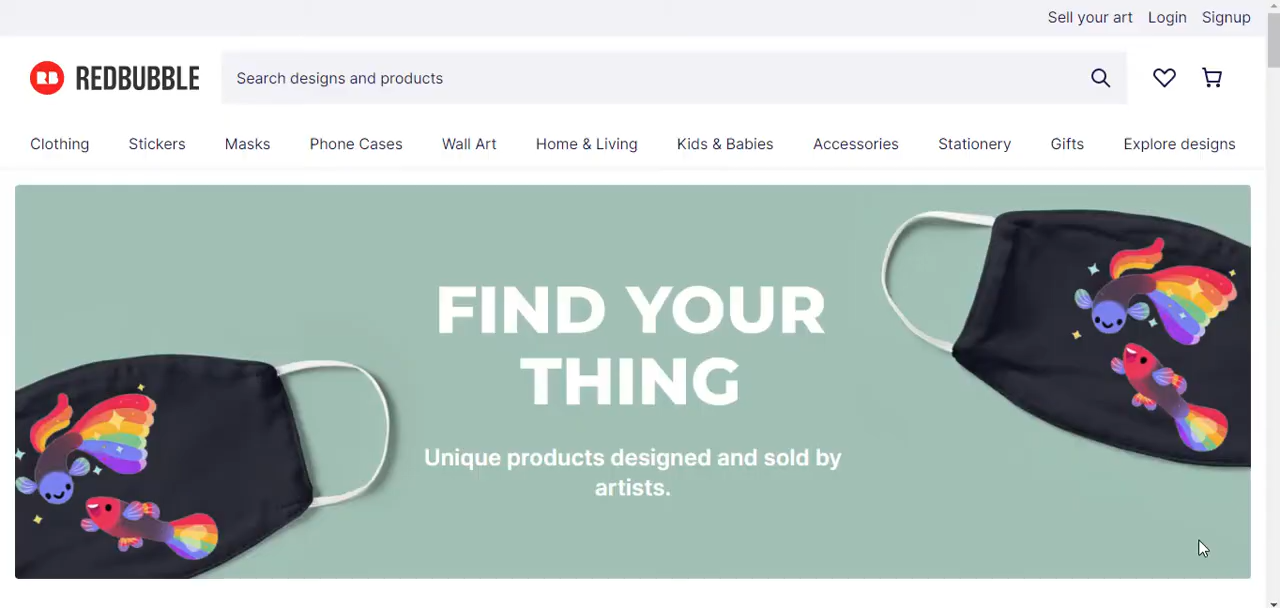 Sell your art Login Signup
RB REDBUBBLE Search designs and products
Clothing Stickers Masks Phone Cases Wall Art Home & Living Kids & Babies Accessories Stationery Gifts Explore designs
FIND YOUR
THING
Unique products designed and sold by
artists.